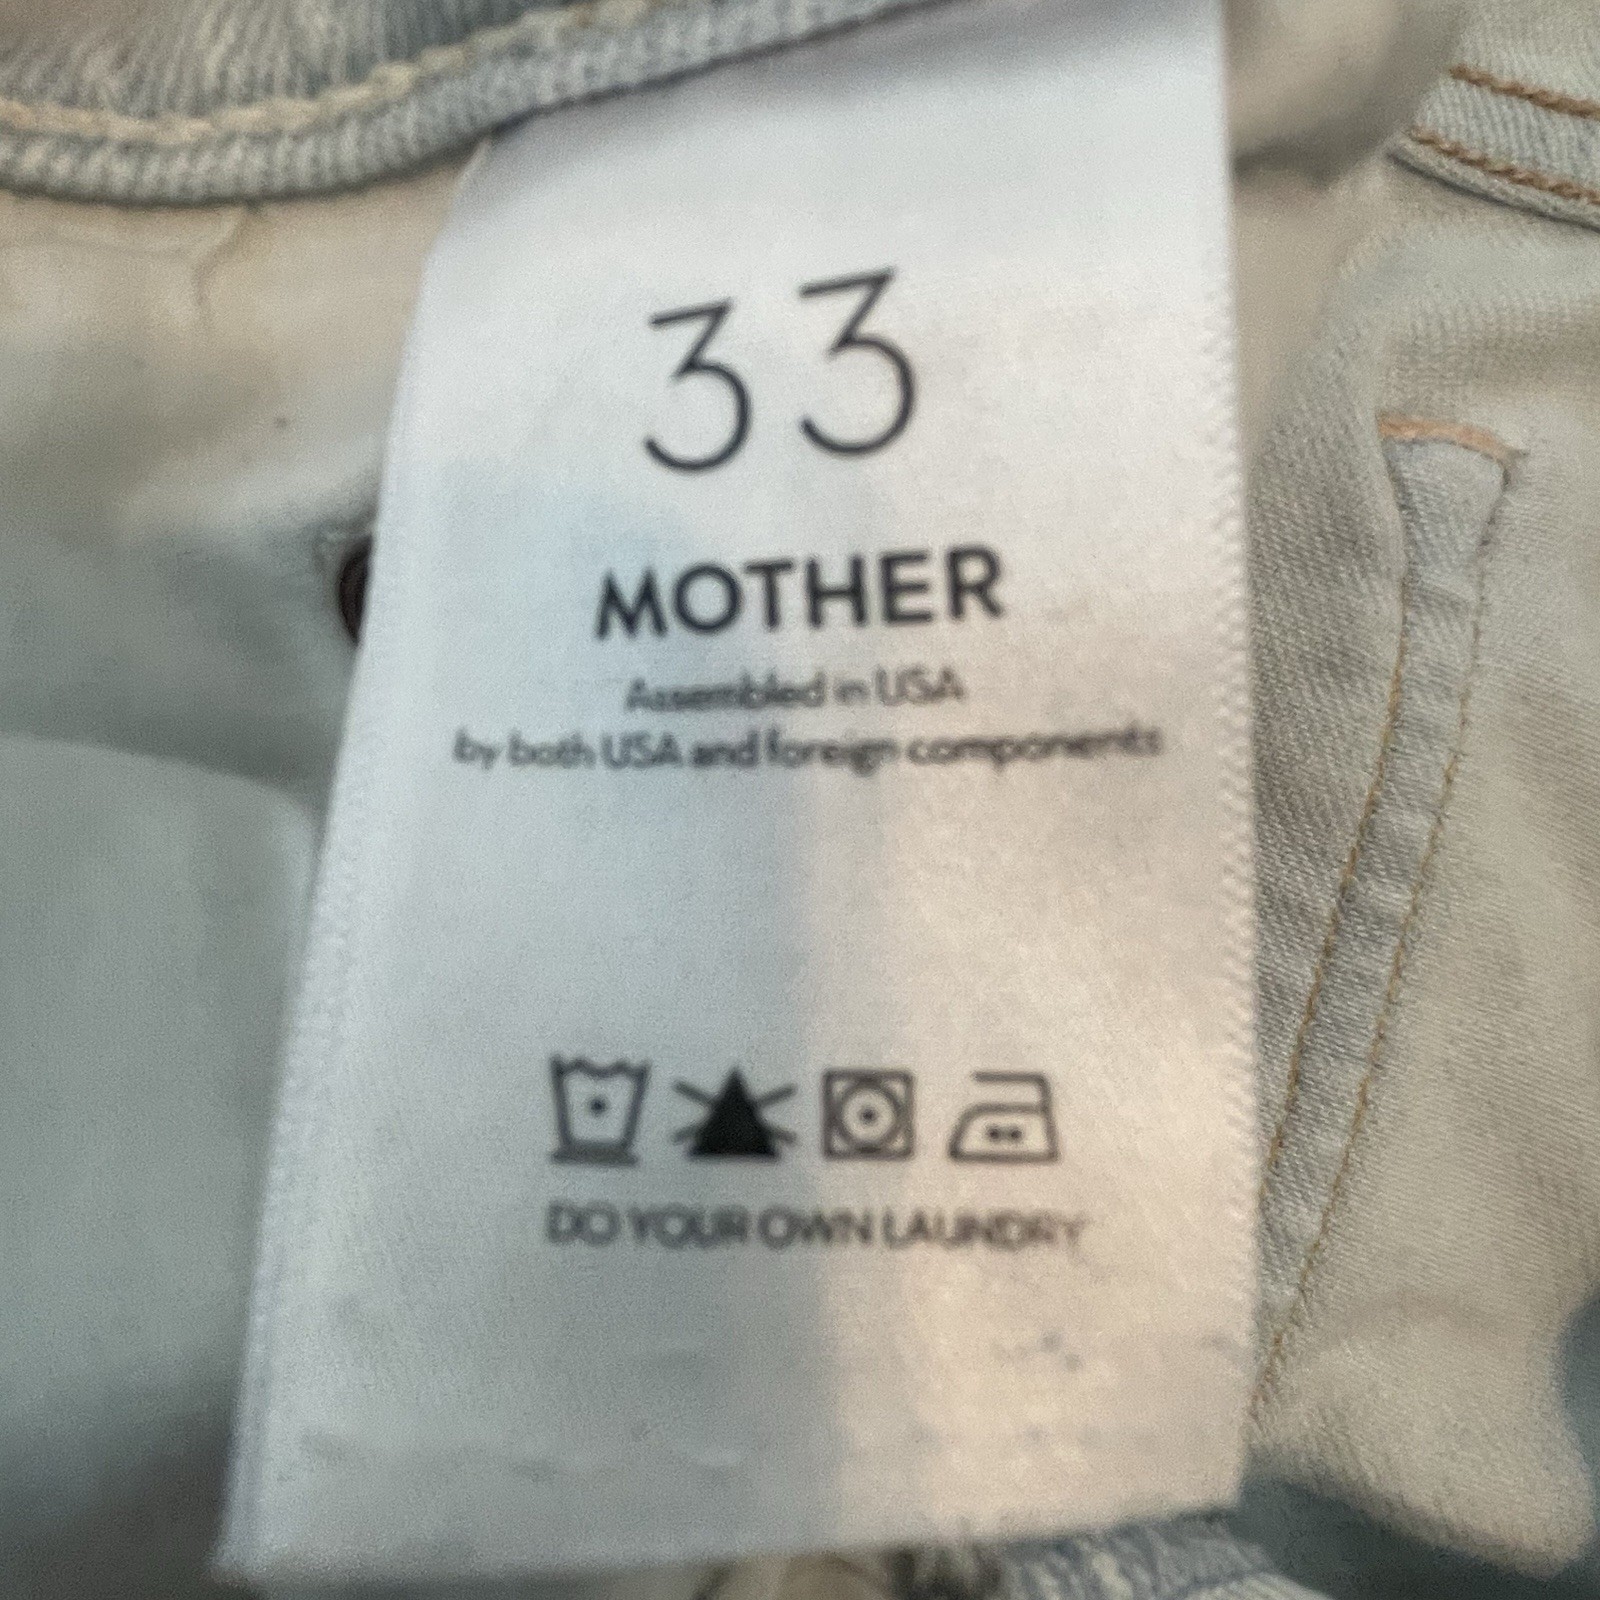 33
MOTHER
Assembled in USA
by both USA and foreign components
DO YOUR OWN LAUNDRY